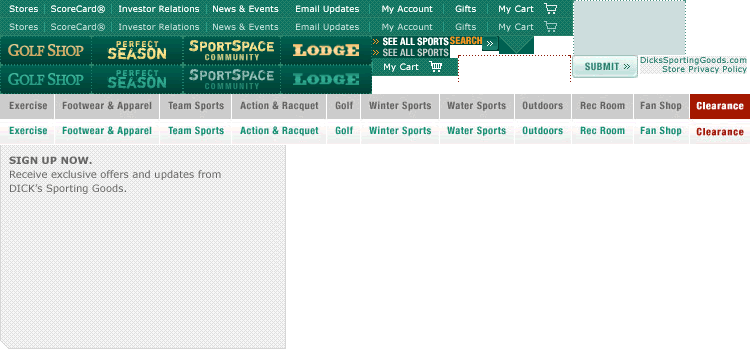 Stores ScoreCard® Investor Relations News & Events Email Updates My Account Gifts My Cart
Stores ScoreCard® Investor Relations News & Events Email Updates My Account Gifts My Cart
GOLF SHOP PERFECT SEASON SPORTSPACE COMMUNITY LODGE
SEE ALL SPORTS SEARCH »
SEE ALL SPORTS
My Cart
GOLF SHOP PERFECT SEASON SPORTSPACE COMMUNITY LODGE
SUBMIT »
DicksSportingGoods.com
Store Privacy Policy
Exercise Footwear & Apparel Team Sports Action & Racquet Golf Winter Sports Water Sports Outdoors Rec Room Fan Shop Clearance
Exercise Footwear & Apparel Team Sports Action & Racquet Golf Winter Sports Water Sports Outdoors Rec Room Fan Shop Clearance
SIGN UP NOW.
Receive exclusive offers and updates from
DICK's Sporting Goods.